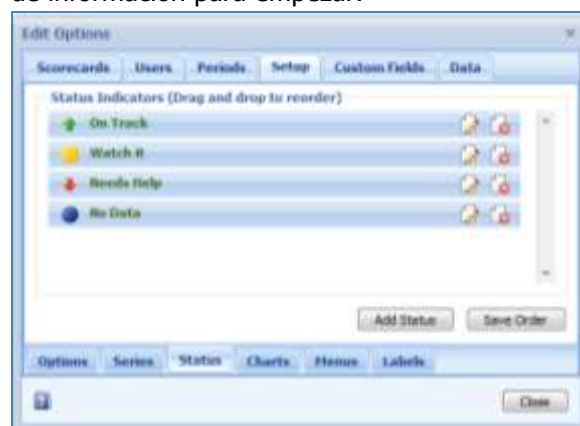 de información para empezar.
Edit Options
Scorecards Users Periods Setup Custom Fields Data
Status Indicators (Drag and drop to reorder)
On Track
Watch it
Needs Help
No Data
Add Status Save Order
Options Series Status Charts Menus Labels
Close